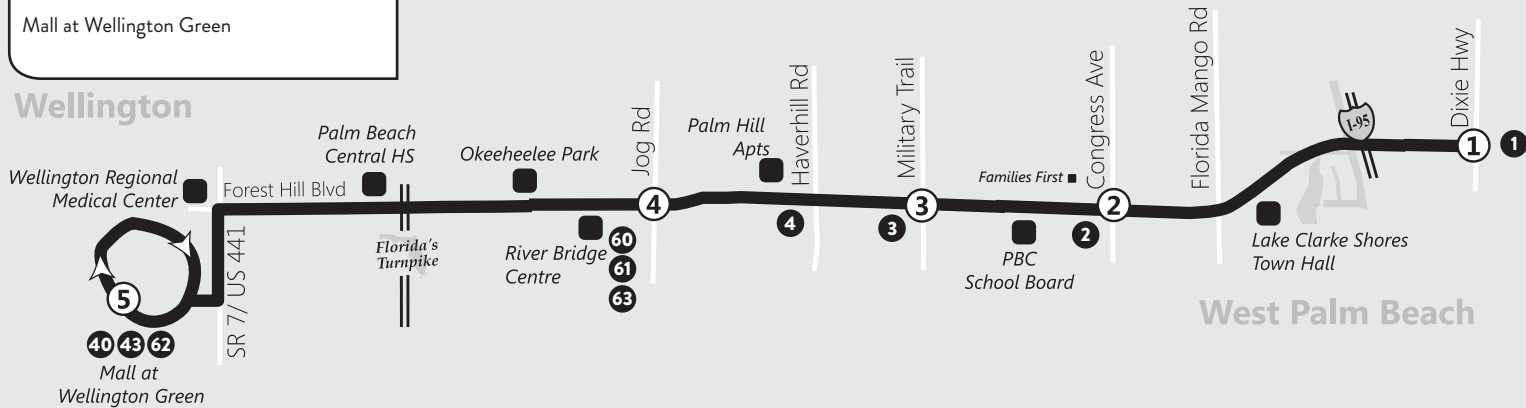 Mall at Wellington Green
Wellington
Wellington Regional
Medical Center
Forest Hill Blvd
Palm Beach
Central HS
Okeeheelee Park
Jog Rd
Palm Hill
Apts
Haverhill Rd
Military Trail
Families First
Congress Ave
Florida Mango Rd
I-95
Dixie Hwy
1
1
5
40 43 62
Mall at
Wellington Green
SR 7/ US 441
Florida's
Turnpike
River Bridge
Centre
4
60
61
63
4
3
3
PBC
School Board
2
2
Lake Clarke Shores
Town Hall
West Palm Beach